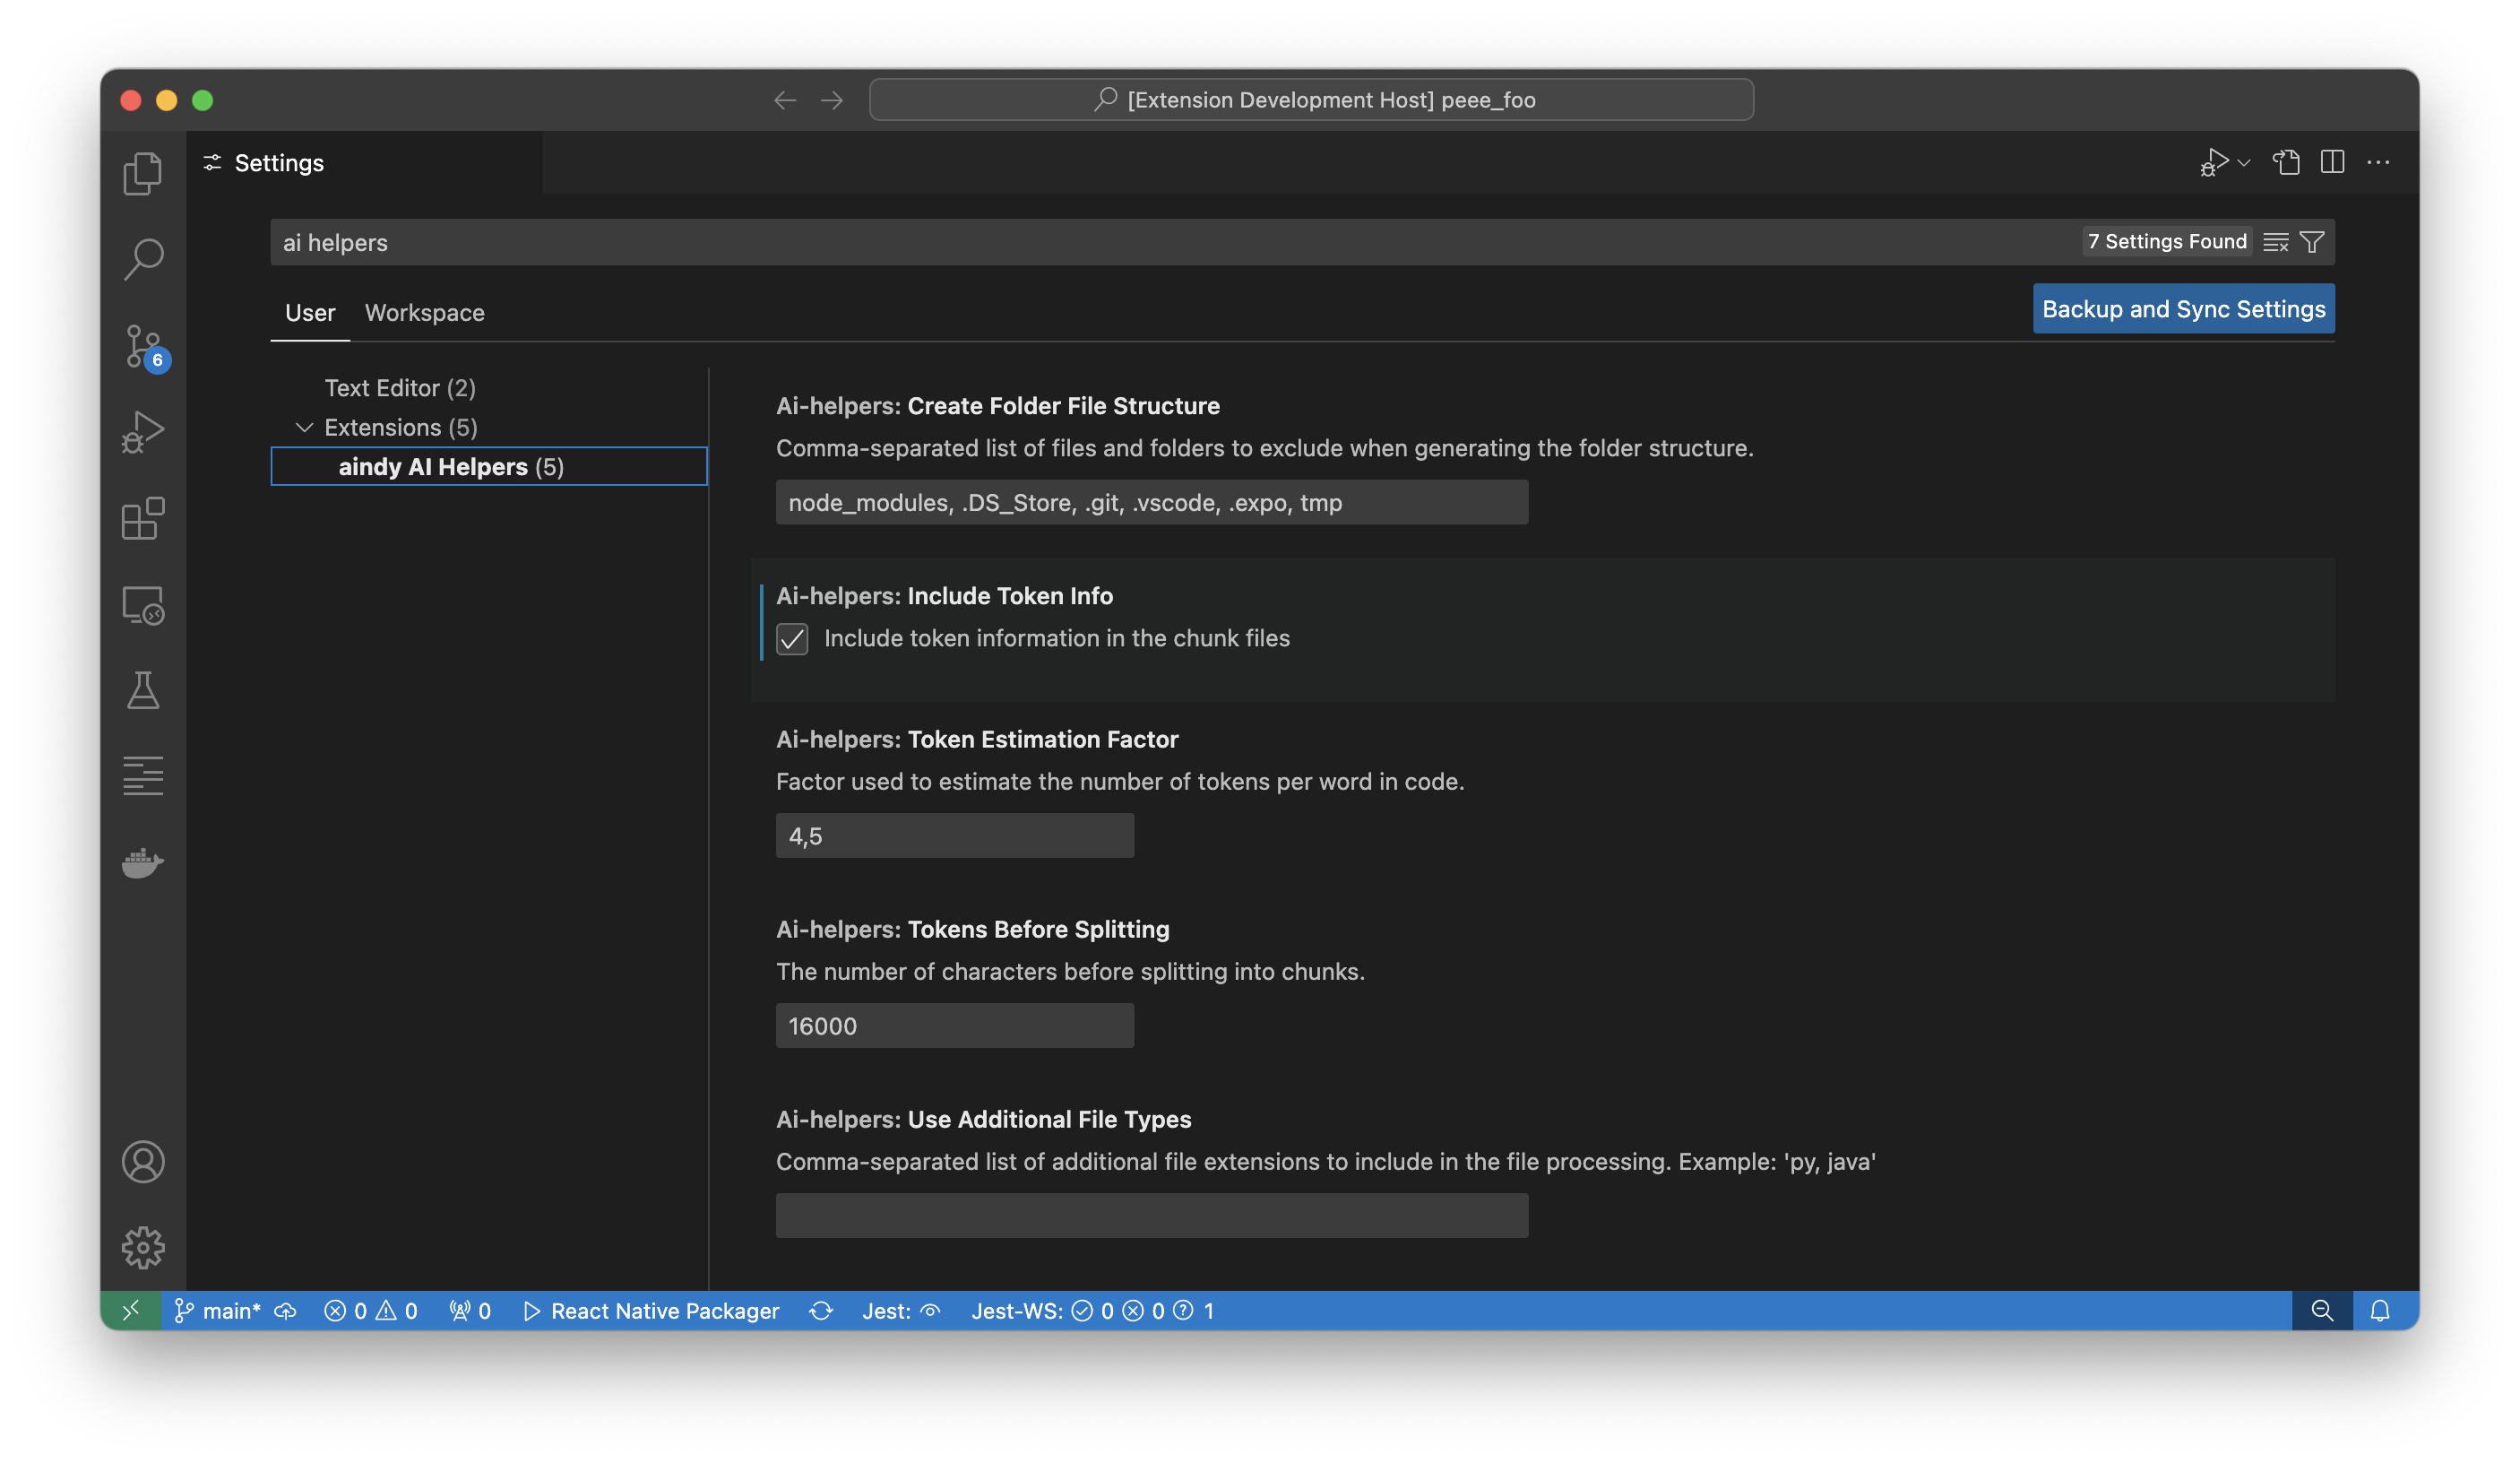 [Extension Development Host] peee_foo
Settings
ai helpers
7 Settings Found
User
Workspace
Backup and Sync Settings
Text Editor (2)
Extensions (5)
aindy AI Helpers (5)
Ai-helpers: Create Folder File Structure
Comma-separated list of files and folders to exclude when generating the folder structure.
node_modules, .DS_Store, .git, .vscode, .expo, tmp
Ai-helpers: Include Token Info
Include token information in the chunk files
Ai-helpers: Token Estimation Factor
Factor used to estimate the number of tokens per word in code.
4,5
Ai-helpers: Tokens Before Splitting
The number of characters before splitting into chunks.
16000
Ai-helpers: Use Additional File Types
Comma-separated list of additional file extensions to include in the file processing. Example: 'py, java'
6
main* 0 0 0 React Native Packager Jest: Jest-WS: 0 0 1